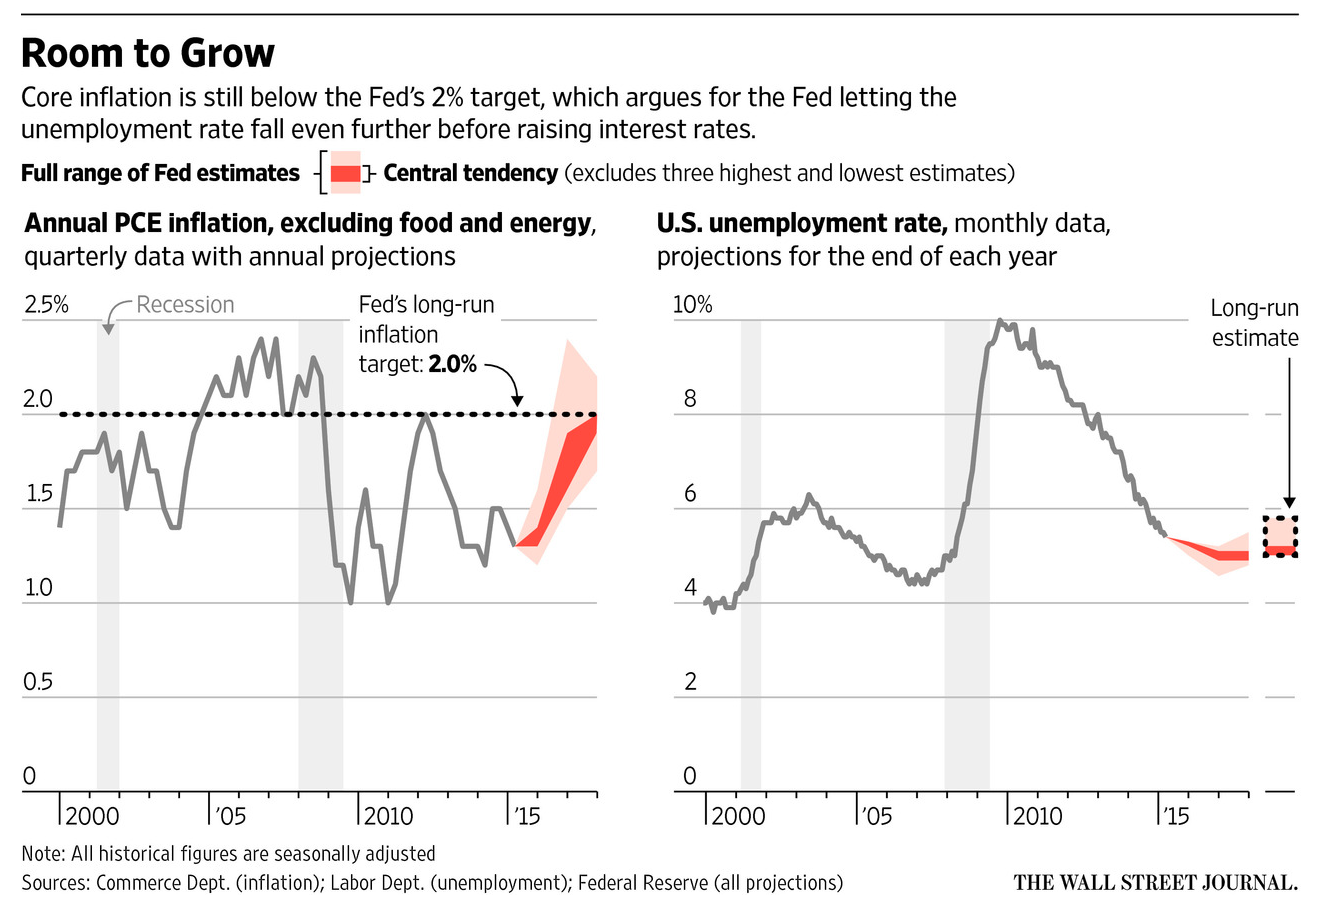 Room to Grow
Core inflation is still below the Fed's 2% target, which argues for the Fed letting the
unemployment rate fall even further before raising interest rates.
Full range of Fed estimates Central tendency (excludes three highest and lowest estimates)
Annual PCE inflation, excluding food and energy,
quarterly data with annual projections
2.5%
Recession
Fed's long-run
inflation
target: 2.0%
2.0
1.5
1.0
0.5
0
2000 '05 2010 '15
U.S. unemployment rate, monthly data,
projections for the end of each year
10%
Long-run
estimate
8
6
4
2
0
2000 '05 2010 '15
Note: All historical figures are seasonally adjusted
Sources: Commerce Dept. (inflation); Labor Dept. (unemployment); Federal Reserve (all projections)
THE WALL STREET JOURNAL.